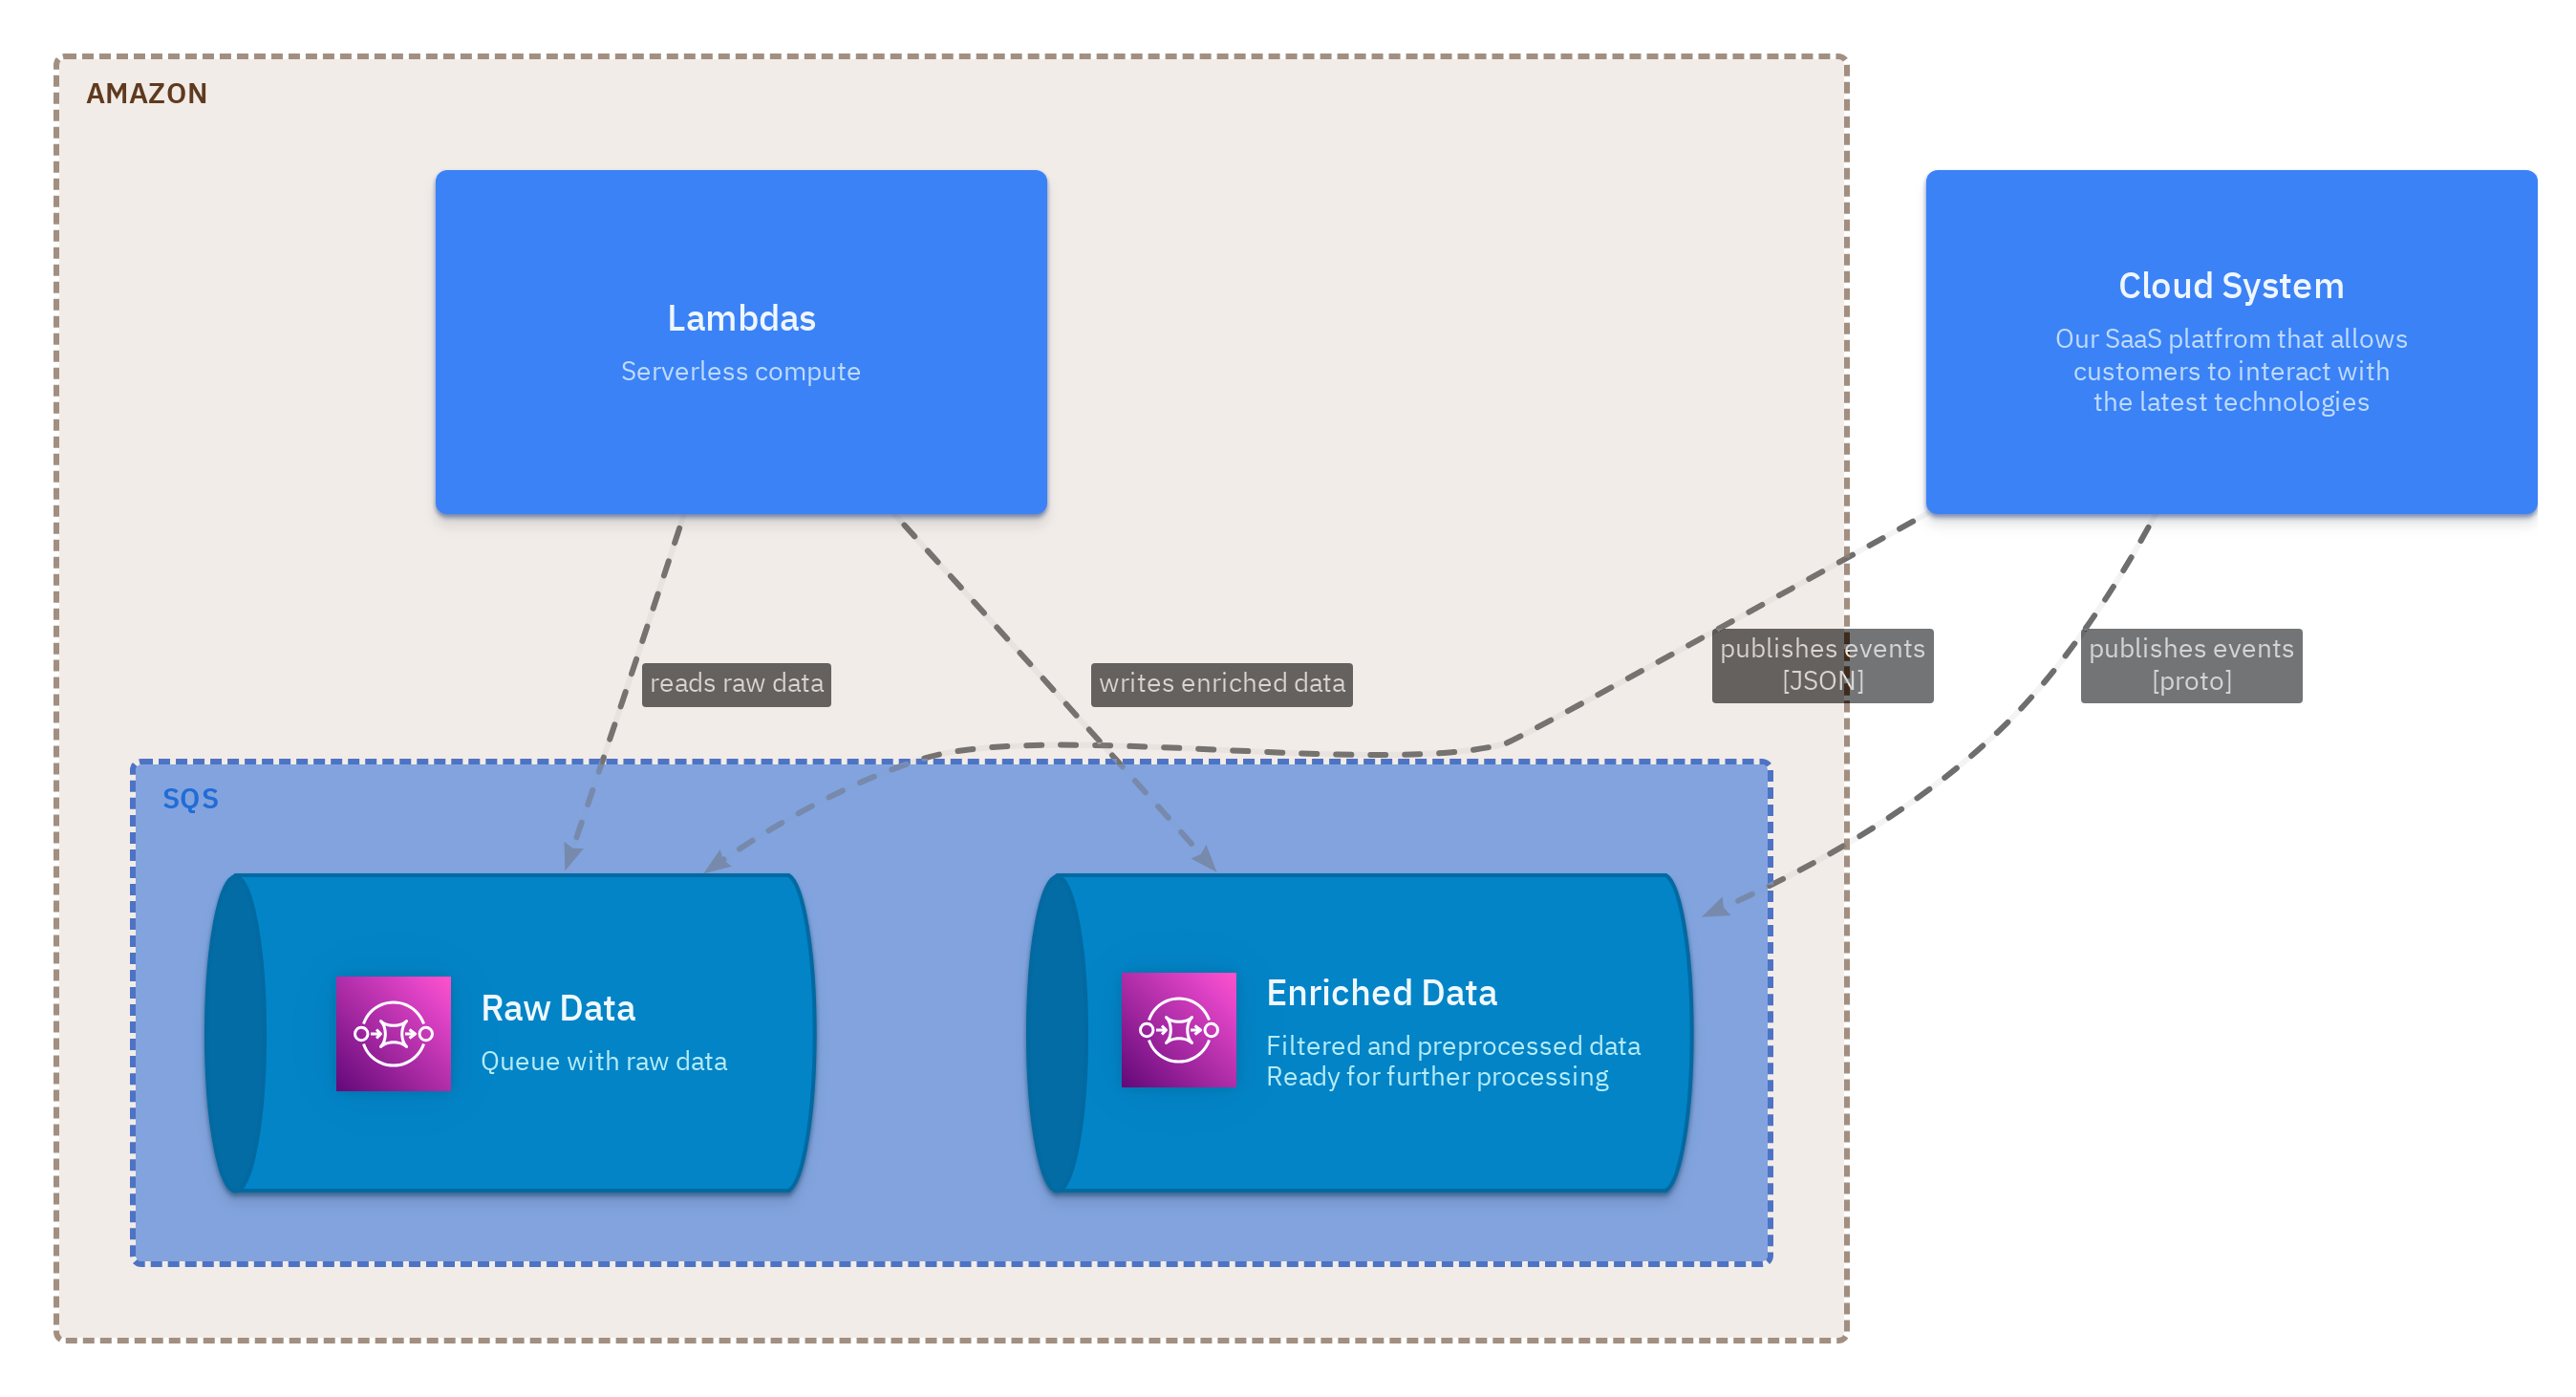 AMAZON
Lambdas
Serverless compute
Cloud System
Our SaaS platfrom that allows
customers to interact with
the latest technologies
reads raw data
writes enriched data
publishes events
[JSON]
publishes events
[proto]
SQS
Raw Data
Queue with raw data
Enriched Data
Filtered and preprocessed data
Ready for further processing